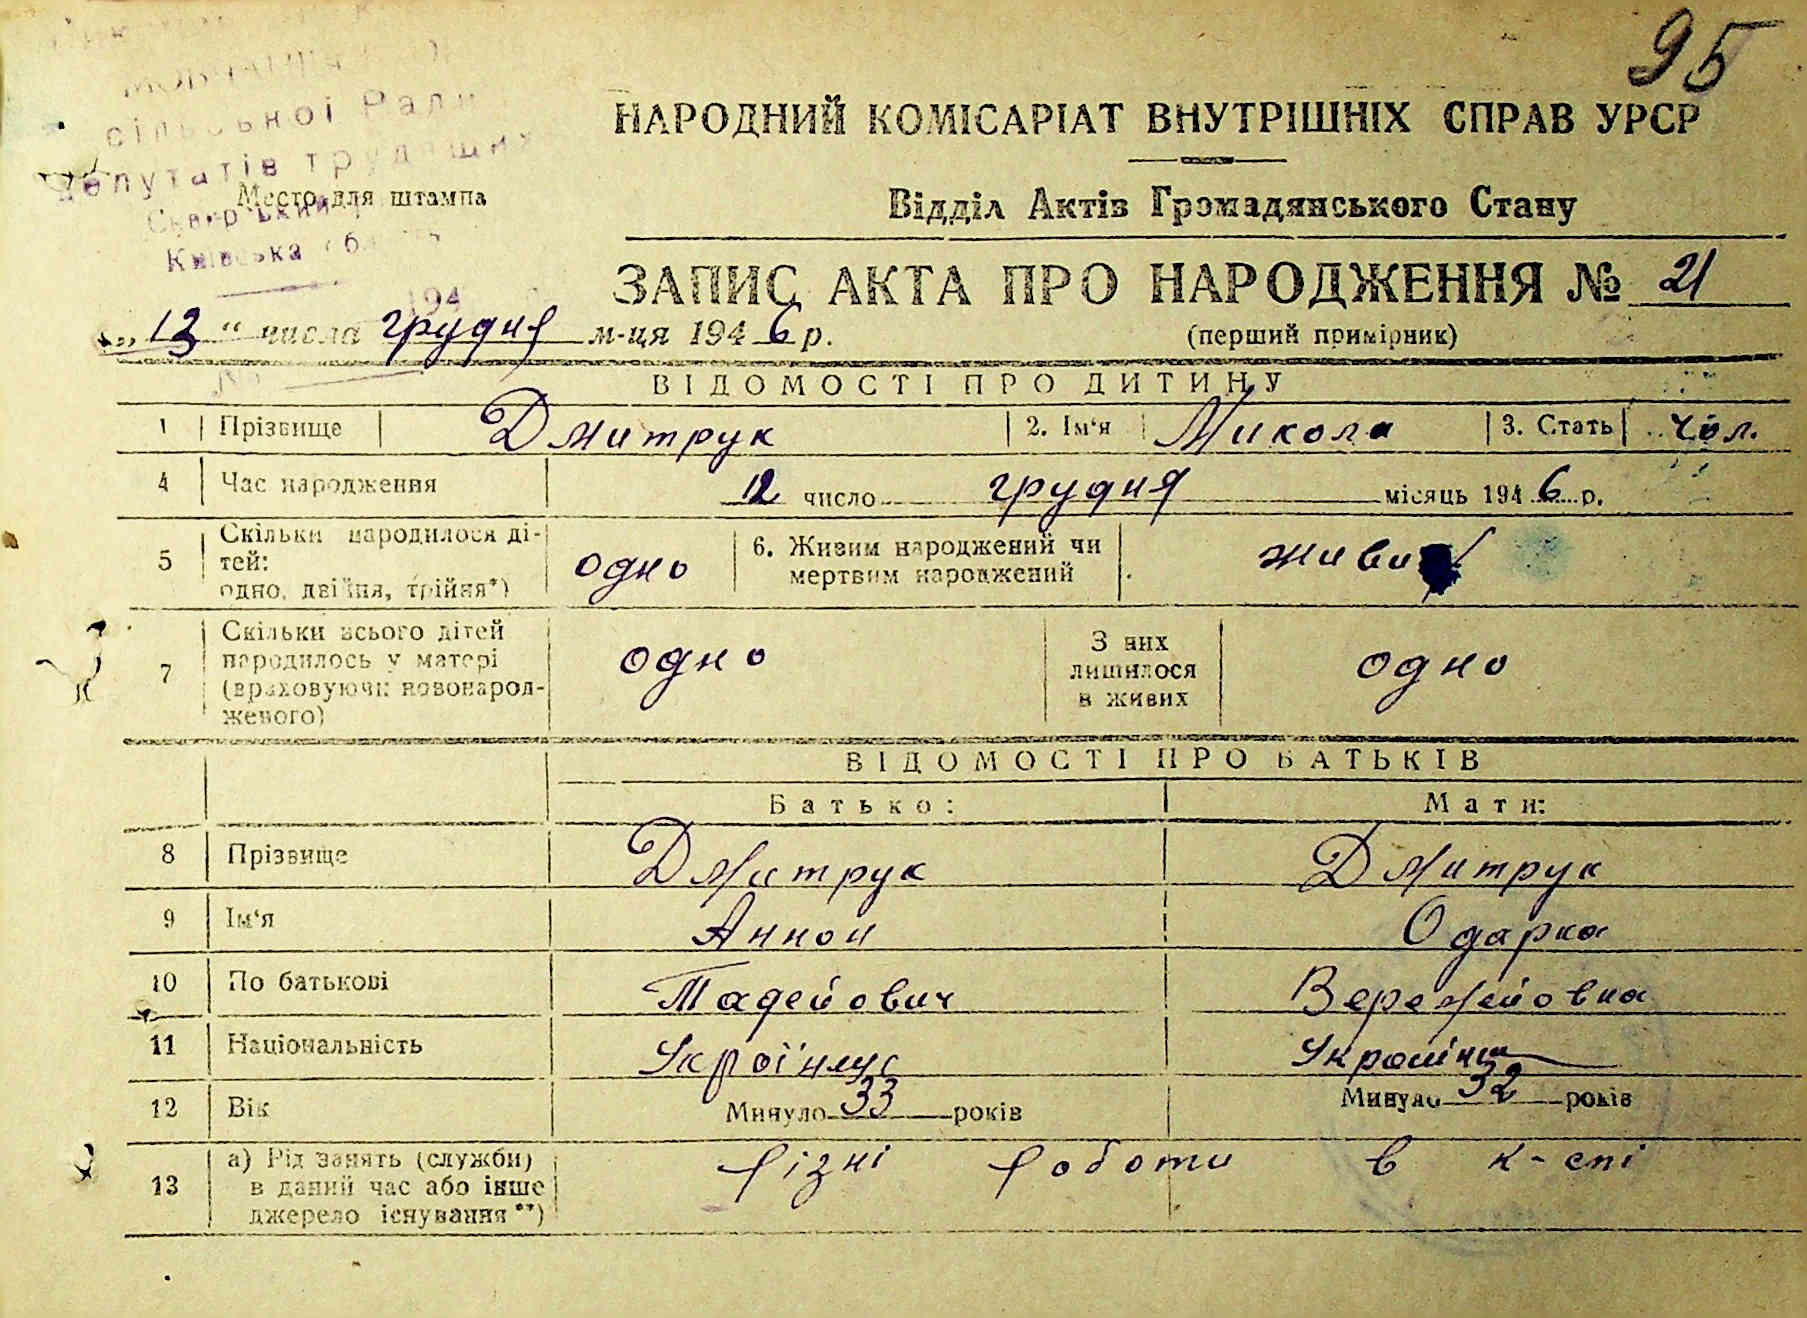 95
сільської Ради
депутатів трудящих
Місто для штампа
Київська
194
НАРОДНИЙ КОМІСАРІАТ ВНУТРІШНІХ СПРАВ УРСР
Відділ Актів Громадянського Стану
ЗАПИС АКТА ПРО НАРОДЖЕННЯ № 21
„13“ числа грудня м-ця 1946 р.
(перший примірник)
ВІДОМОСТІ ПРО ДИТИНУ
1 Прізвище Дмитрук 2. Ім'я Микола 3. Стать чол.
4 Час народження 12 число грудня місяць 1946 р.
5 Скільки народилося ді-
тей:
одно, двійня, трійня*) одно
6. Живим народжений чи
мертвим народжений живий
7 Скільки всього дітей
народилось у матері
(враховуючи новонарод-
женого) одно
З них
лишилося
в живих одно
ВІДОМОСТІ ПРО БАТЬКІВ
Батько: Мати:
8 Прізвище Дмитрук Дмитрук
9 Ім'я Одарка
10 По батькові Тадейович
11 Національність Українець Українка
12 Вік Минуло 33 років Минуло 32 років
13 а) Рід занять (служби)
в даний час або інше
джерело існування**)
різні роботи в к-спі